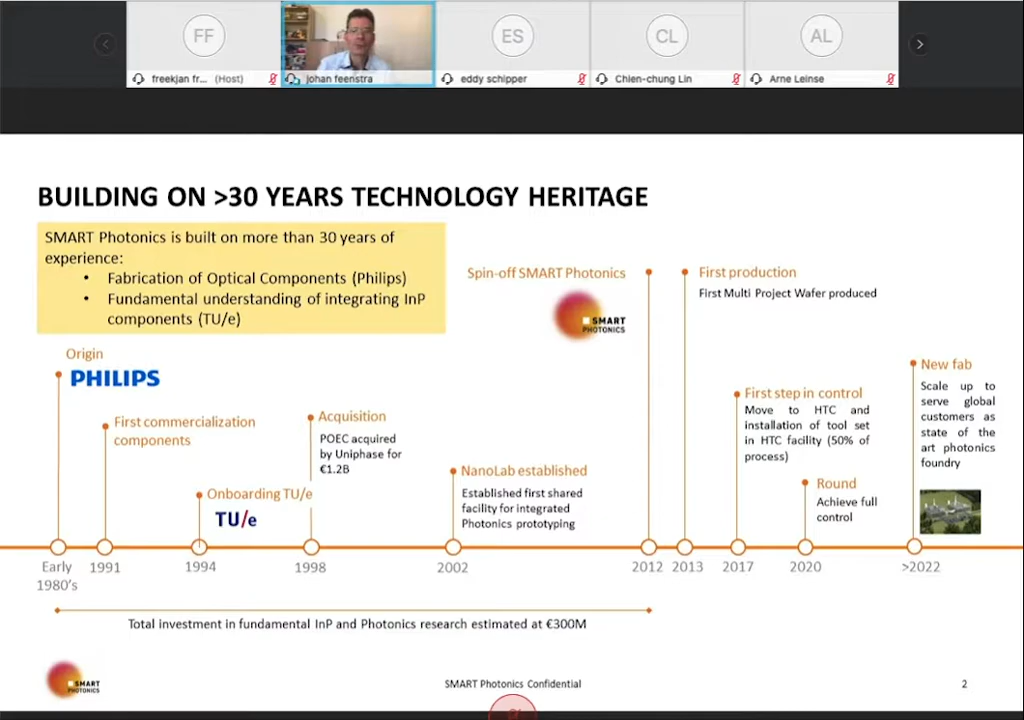 FF
ES
CL
AL
freekjan fr... (Host)
johan feenstra
eddy schipper
Chien-chung Lin
Arne Leinse
BUILDING ON >30 YEARS TECHNOLOGY HERITAGE
SMART Photonics is built on more than 30 years of
experience:
• Fabrication of Optical Components (Philips)
• Fundamental understanding of integrating InP
components (TU/e)
Origin
PHILIPS
First commercialization
components
Onboarding TU/e
TU/e
Acquisition
POEC acquired
by Uniphase for
€1.2B
NanoLab established
Established first shared
facility for integrated
Photonics prototyping
Spin-off SMART Photonics
SMART
PHOTONICS
First production
First Multi Project Wafer produced
First step in control
Move to HTC and
installation of tool set
in HTC facility (50% of
process)
Round
Achieve full
control
New fab
Scale up to
serve global
customers as
state of the
art photonics
foundry
Early
1980's
1991
1994
1998
2002
2012
2013
2017
2020
>2022
Total investment in fundamental InP and Photonics research estimated at €300M
SMART
PHOTONICS
SMART Photonics Confidential
2